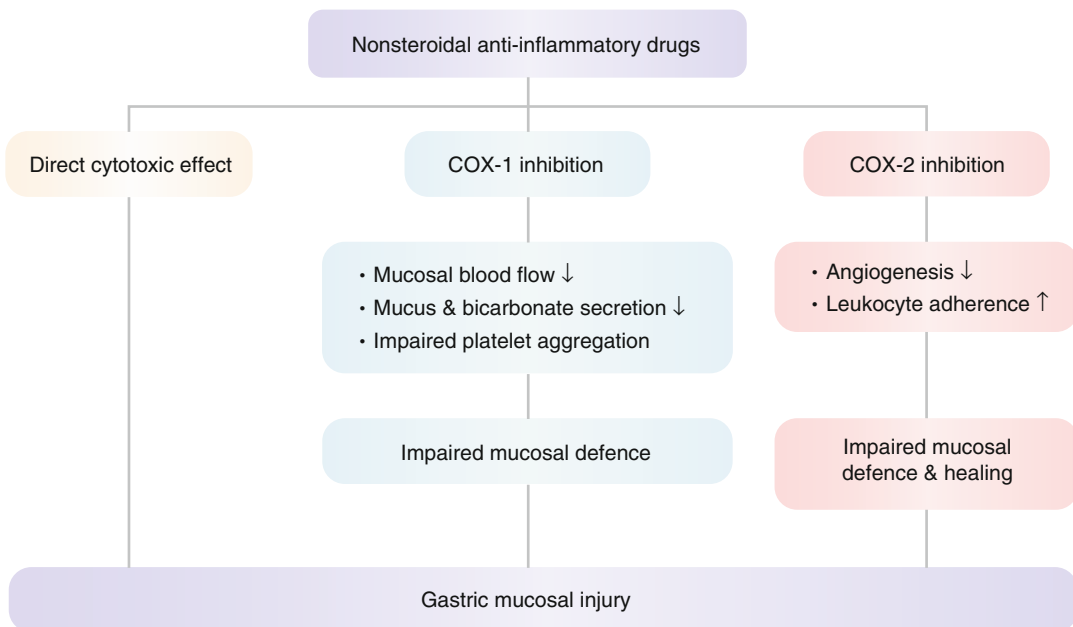 Nonsteroidal anti-inflammatory drugs
Direct cytotoxic effect
COX-1 inhibition
COX-2 inhibition
• Mucosal blood flow ↓
• Mucus & bicarbonate secretion ↓
• Impaired platelet aggregation
• Angiogenesis ↓
• Leukocyte adherence ↑
Impaired mucosal defence
Impaired mucosal
defence & healing
Gastric mucosal injury